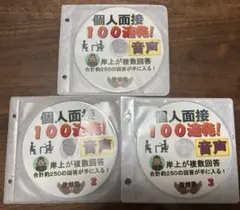 個人面接
100連発!
音声
岸上が複数回答
合計約250の回答が手に入る!
個人面接
100連発!
音声
岸上が複数回答
合計約250の回答が手に入る!
2
個人面接
100連発!
音声
岸上が複数回答
合計約250の回答が手に入る!
3